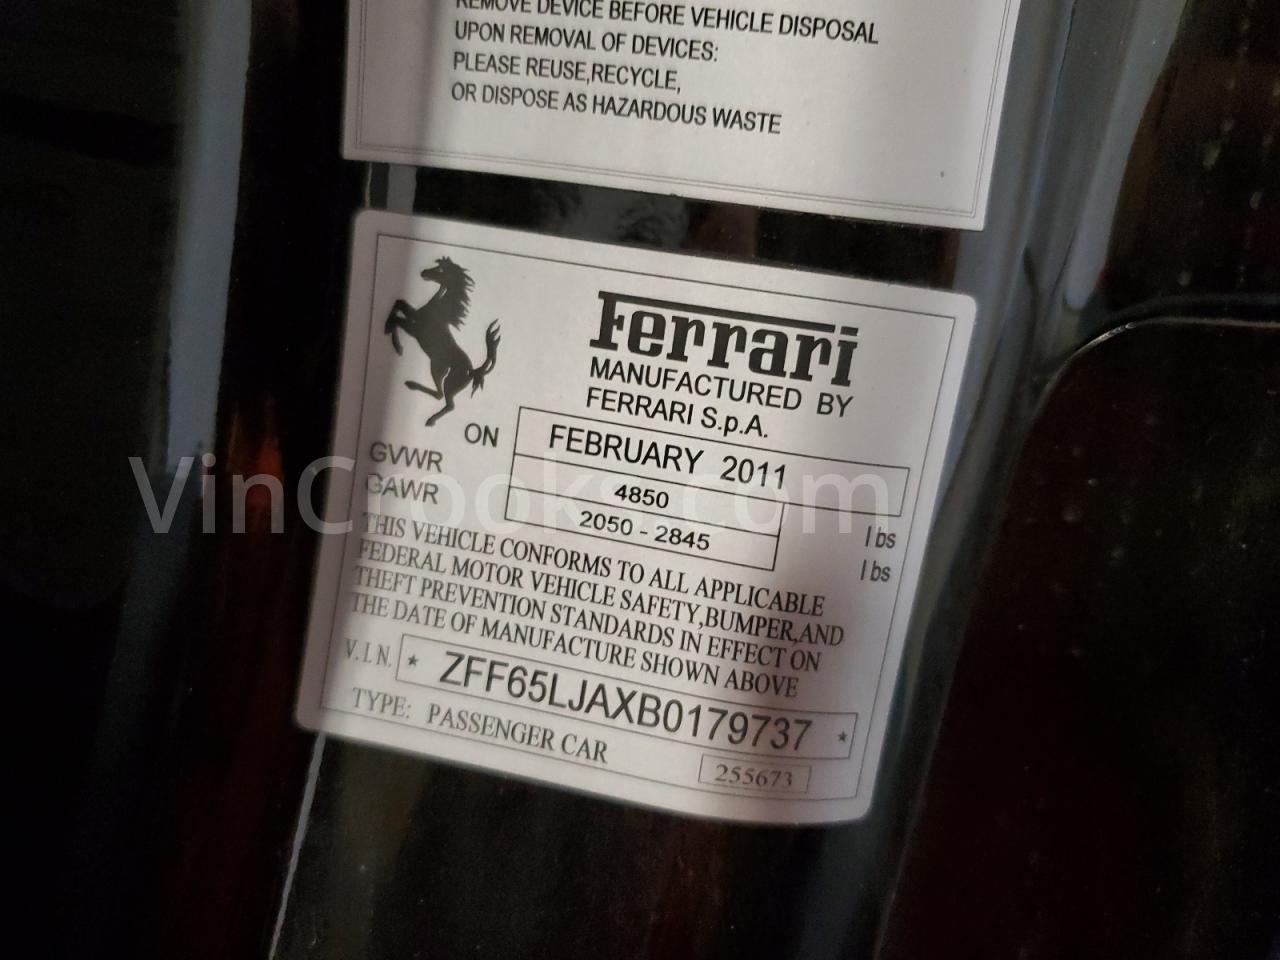 REMOVE DEVICE BEFORE VEHICLE DISPOSAL
UPON REMOVAL OF DEVICES:
PLEASE REUSE,RECYCLE,
OR DISPOSE AS HAZARDOUS WASTE
Ferrari
MANUFACTURED BY
FERRARI S.p.A.
ON FEBRUARY 2011
GVWR 4850 lbs
GAWR 2050 - 2845 lbs
THIS VEHICLE CONFORMS TO ALL APPLICABLE
FEDERAL MOTOR VEHICLE SAFETY,BUMPER,AND
THEFT PREVENTION STANDARDS IN EFFECT ON
THE DATE OF MANUFACTURE SHOWN ABOVE
V.I.N. * ZFF65LJAXB0179737 *
TYPE: PASSENGER CAR 255673
VinCrooks.com